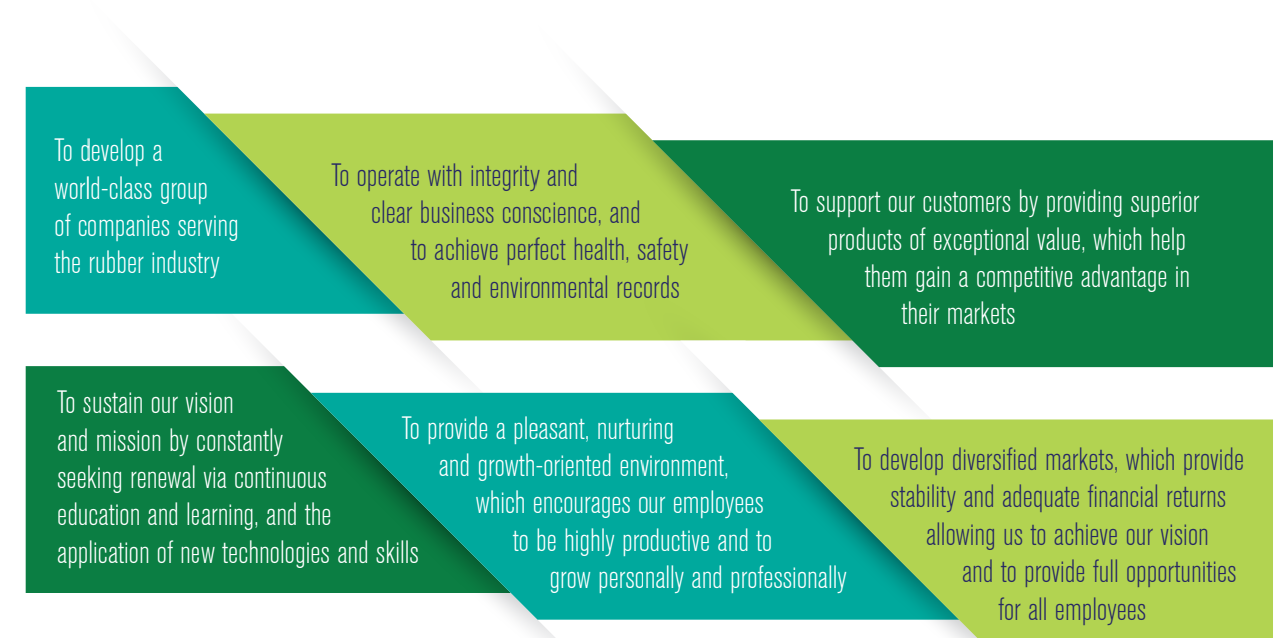 To develop a
world-class group
of companies serving
the rubber industry
To operate with integrity and
clear business conscience, and
to achieve perfect health, safety
and environmental records
To support our customers by providing superior
products of exceptional value, which help
them gain a competitive advantage in
their markets
To sustain our vision
and mission by constantly
seeking renewal via continuous
education and learning, and the
application of new technologies and skills
To provide a pleasant, nurturing
and growth-oriented environment,
which encourages our employees
to be highly productive and to
grow personally and professionally
To develop diversified markets, which provide
stability and adequate financial returns
allowing us to achieve our vision
and to provide full opportunities
for all employees